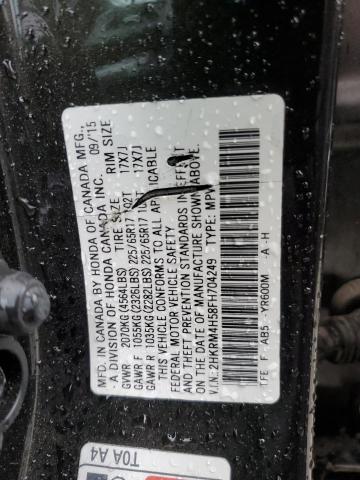 MFD. IN CANADA BY HONDA OF CANADA MFG.,
- A DIVISION OF HONDA CANADA INC. 09/15
TIRE SIZE RIM SIZE
GVWR 2070KG (4564LBS)
GAWR F 1055KG(2326LBS) 225/65R17 102T 17X7J
GAWR R 1035KG(2282LBS) 225/65R17 17X7J
THIS VEHICLE CONFORMS TO ALL APPLICABLE
FEDERAL MOTOR VEHICLE SAFETY
AND THEFT PREVENTION STANDARDS IN EFFECT
ON THE DATE OF MANUFACTURE SHOWN ABOVE.
V.I.N.: 2HKRM4H58FH704249 TYPE: MPV
TFE F - AB5 - YR600M A -H
T0A A4